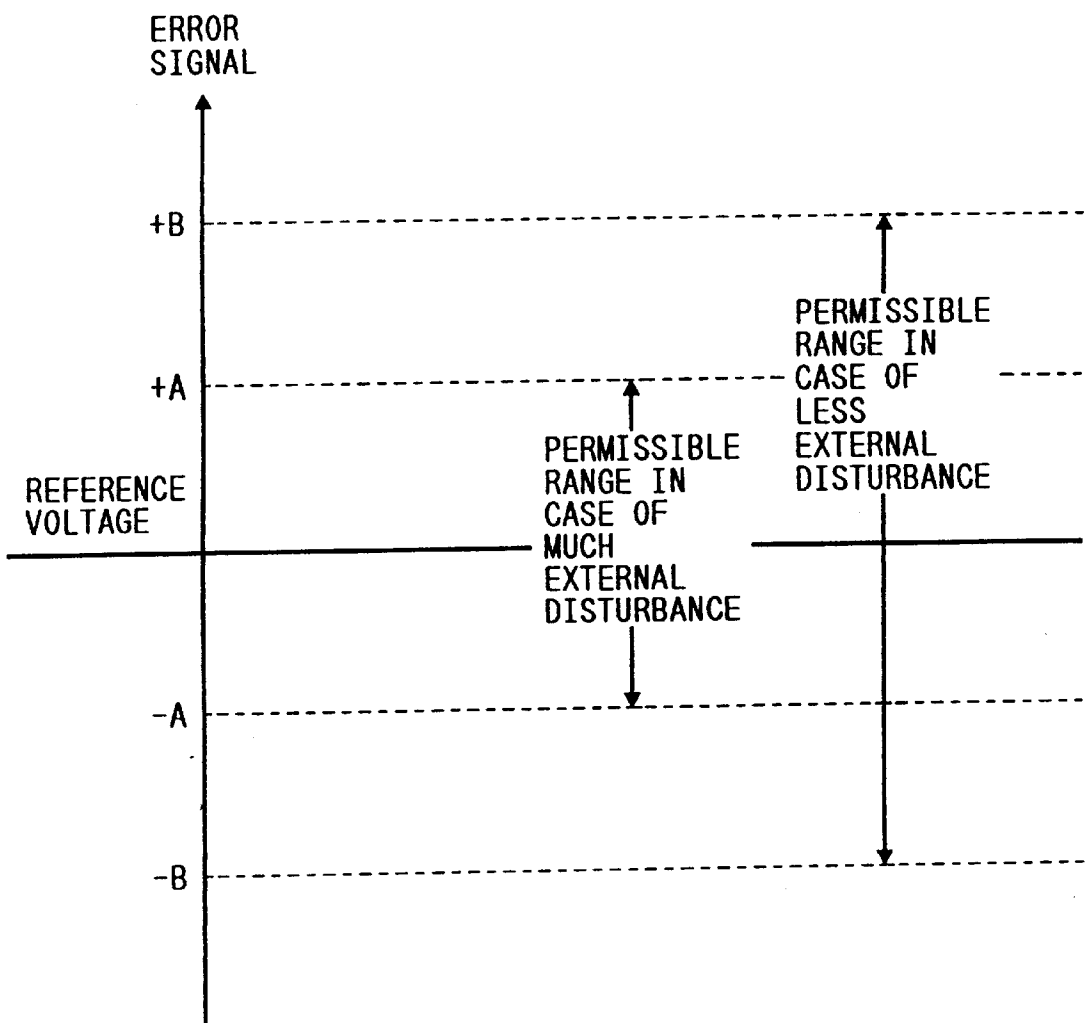 ERROR
SIGNAL
+B
PERMISSIBLE
RANGE IN
CASE OF
LESS
EXTERNAL
DISTURBANCE
+A
PERMISSIBLE
RANGE IN
CASE OF
MUCH
EXTERNAL
DISTURBANCE
REFERENCE
VOLTAGE
-A
-B